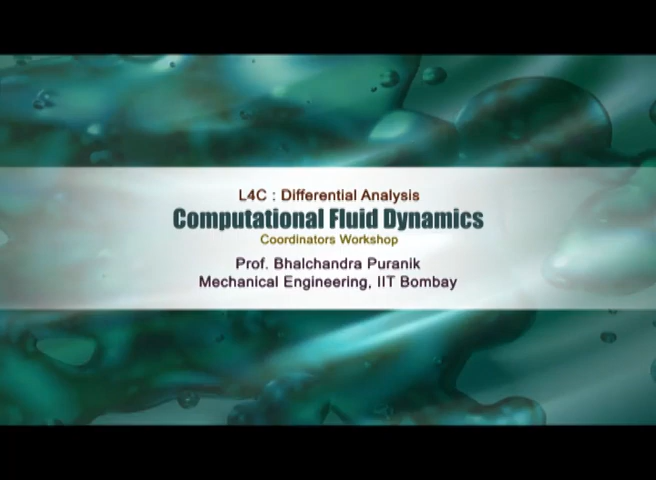 L4C : Differential Analysis
Computational Fluid Dynamics
Coordinators Workshop
Prof. Bhalchandra Puranik
Mechanical Engineering, IIT Bombay